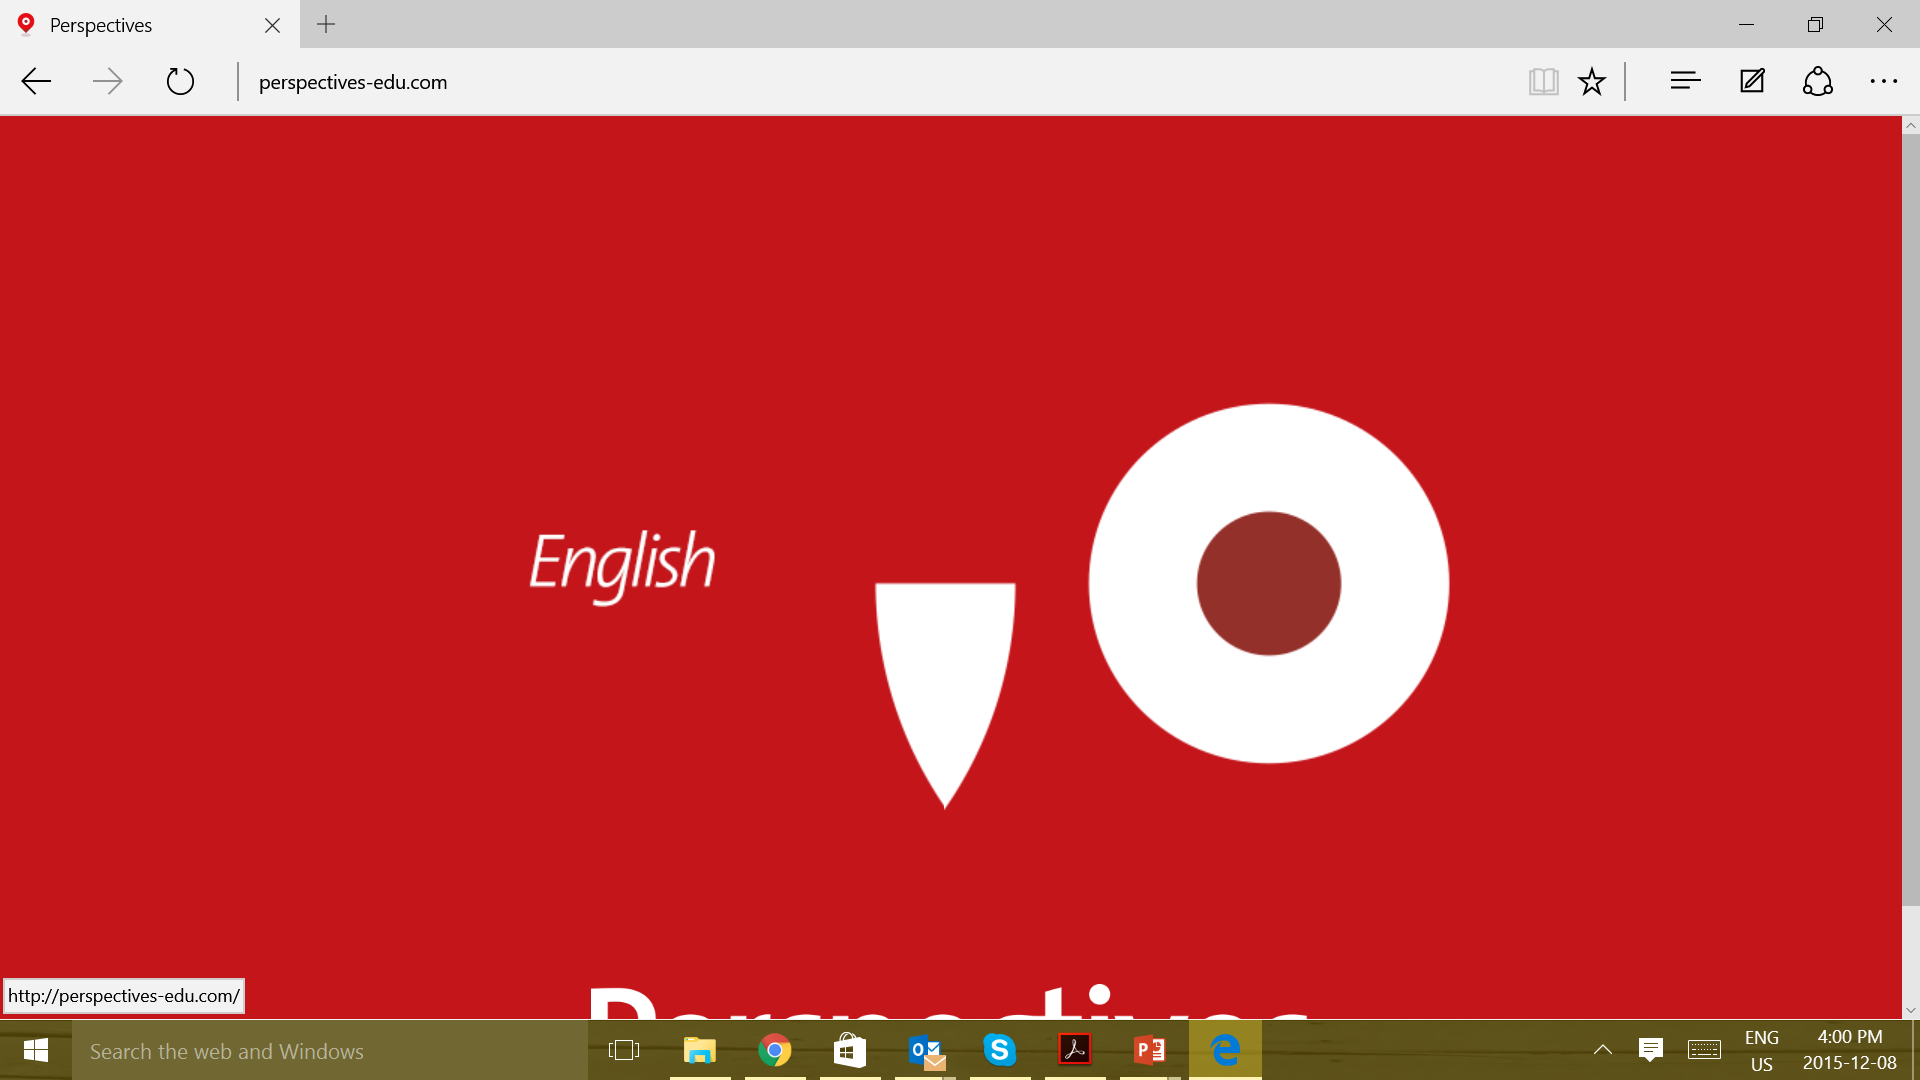 Perspectives
perspectives-edu.com
English
Perspectives
http://perspectives-edu.com/
Search the web and Windows
ENG
US
4:00 PM
2015-12-08